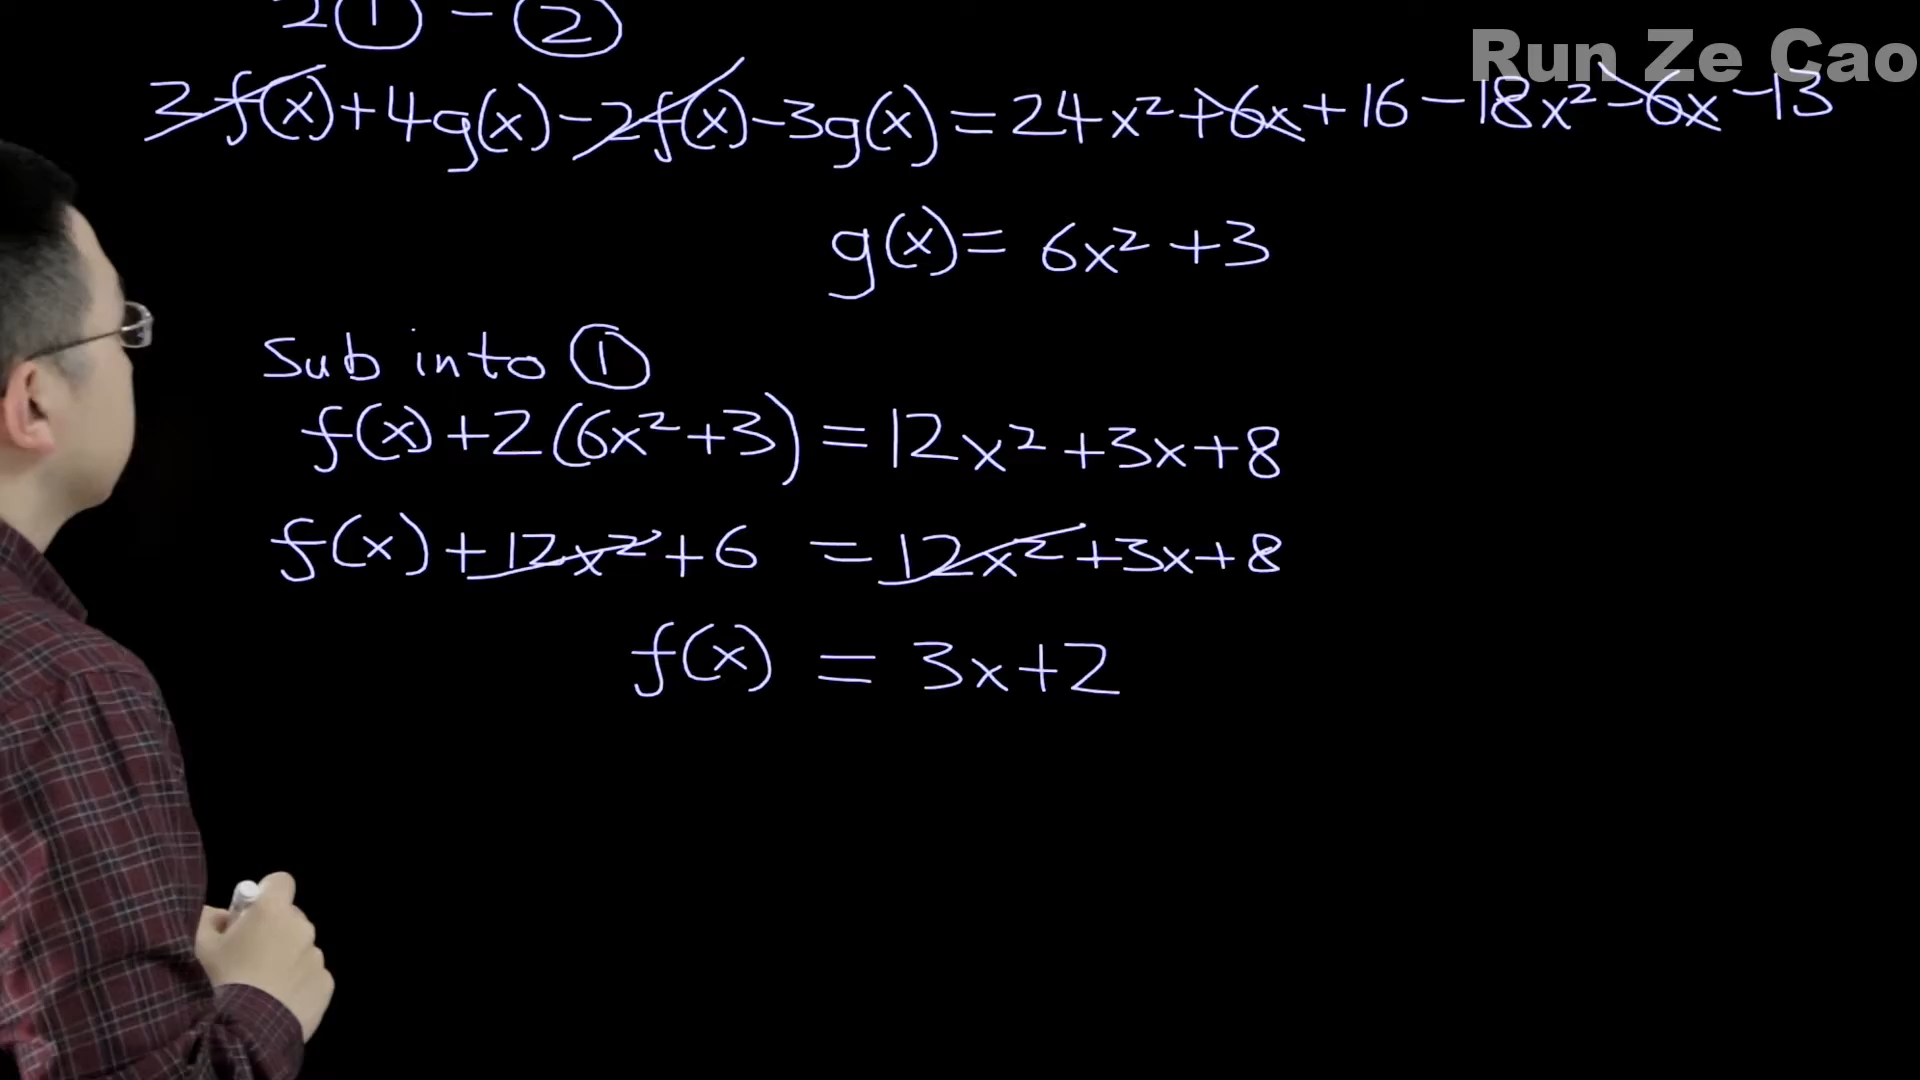 2① - ②
Run Ze Cao
3f(x)+4g(x)-2f(x)-3g(x)=24x²+6x+16-18x²-6x-13
g(x)= 6x²+3
Sub into ①
f(x)+2(6x²+3)=12x²+3x+8
f(x)+12x²+6 =12x²+3x+8
f(x) = 3x+2